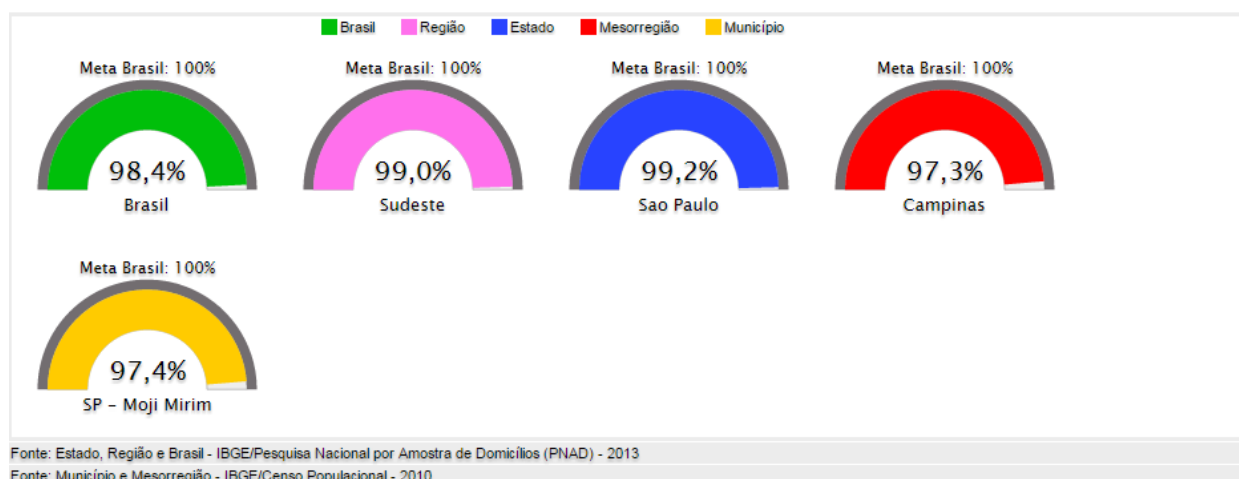 Brasil Região Estado Mesorregião Município
Meta Brasil: 100% Meta Brasil: 100% Meta Brasil: 100% Meta Brasil: 100%
98,4% 99,0% 99,2% 97,3%
Brasil Sudeste Sao Paulo Campinas
Meta Brasil: 100%
97,4%
SP – Moji Mirim
Fonte: Estado, Região e Brasil - IBGE/Pesquisa Nacional por Amostra de Domicílios (PNAD) - 2013
Fonte: Município e Mesorregião - IBGE/Censo Populacional - 2010